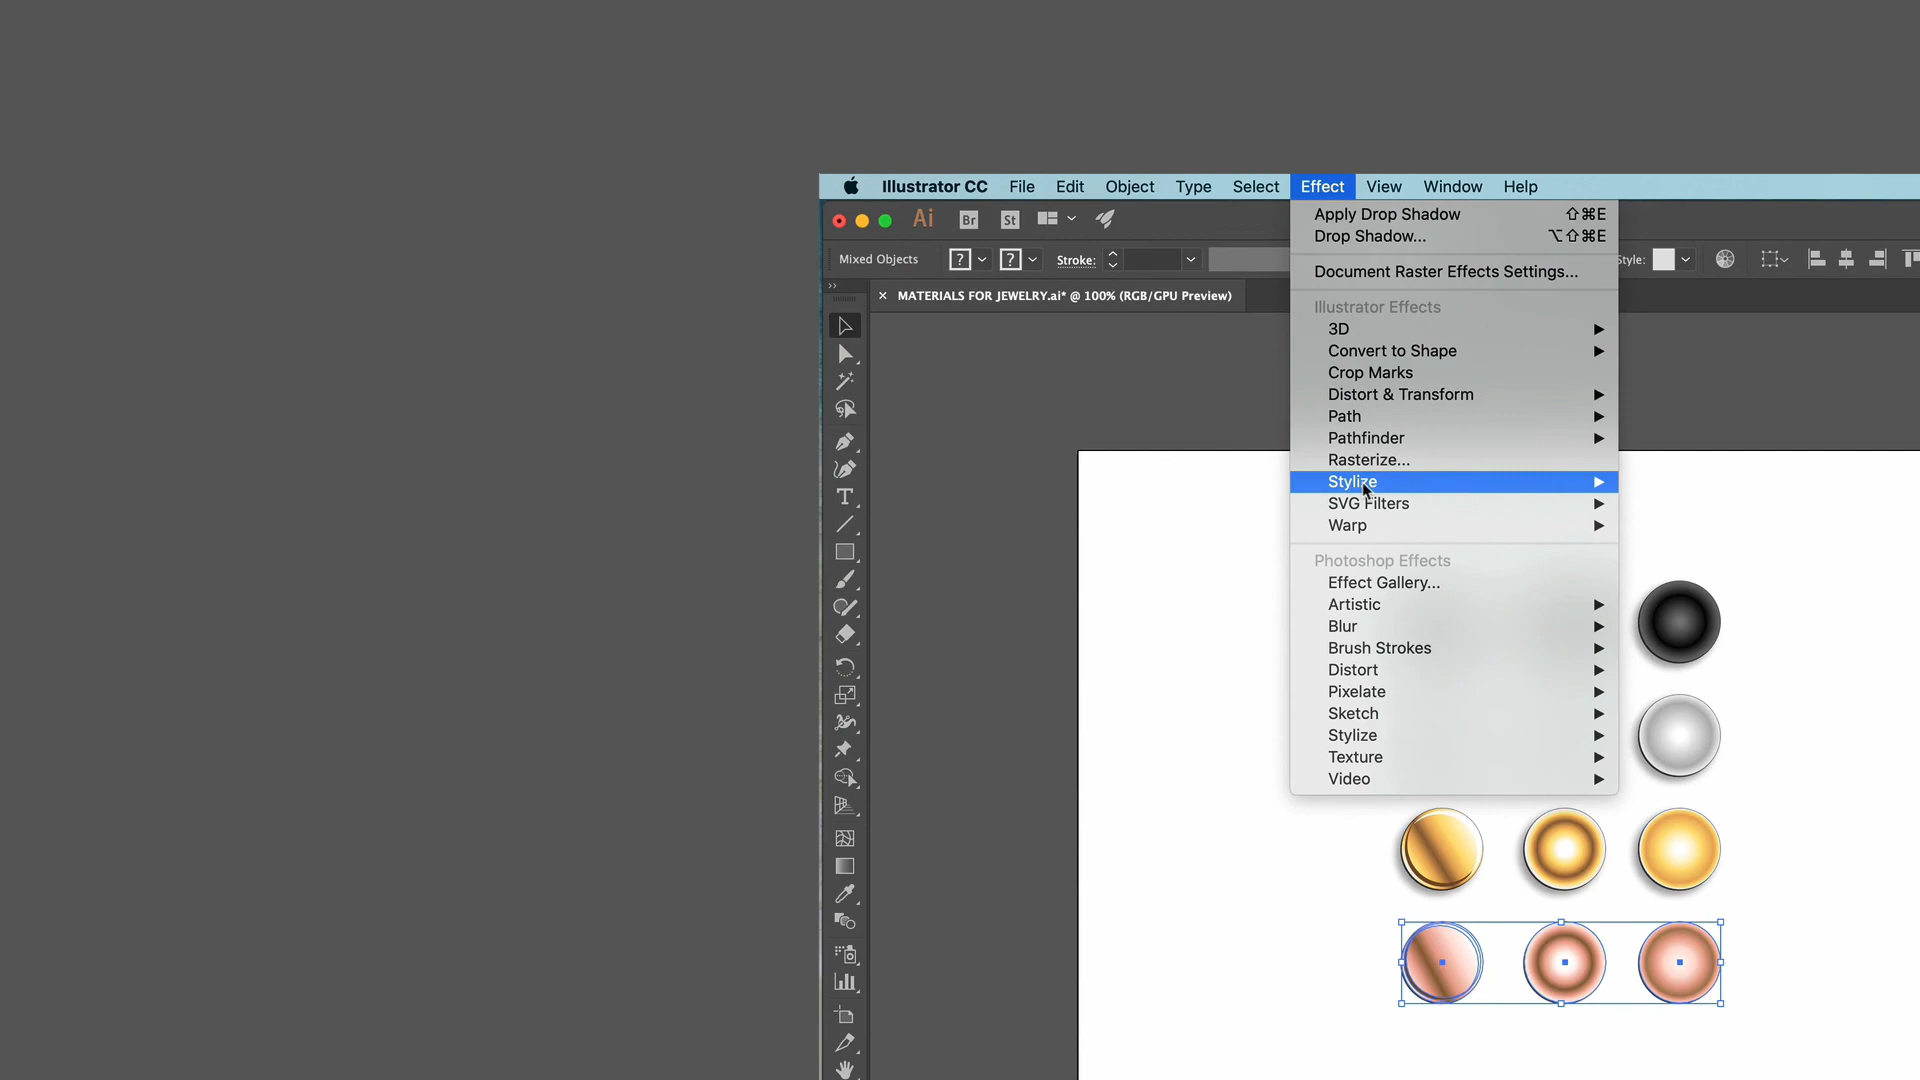 Illustrator CC File Edit Object Type Select Effect View Window Help
Ai Br St
Mixed Objects ? ? Stroke: Style:
× MATERIALS FOR JEWELRY.ai* @ 100% (RGB/GPU Preview)
Apply Drop Shadow ⇧⌘E
Drop Shadow... ⌥⇧⌘E
Document Raster Effects Settings...
Illustrator Effects
3D
Convert to Shape
Crop Marks
Distort & Transform
Path
Pathfinder
Rasterize...
Stylize
SVG Filters
Warp
Photoshop Effects
Effect Gallery...
Artistic
Blur
Brush Strokes
Distort
Pixelate
Sketch
Stylize
Texture
Video